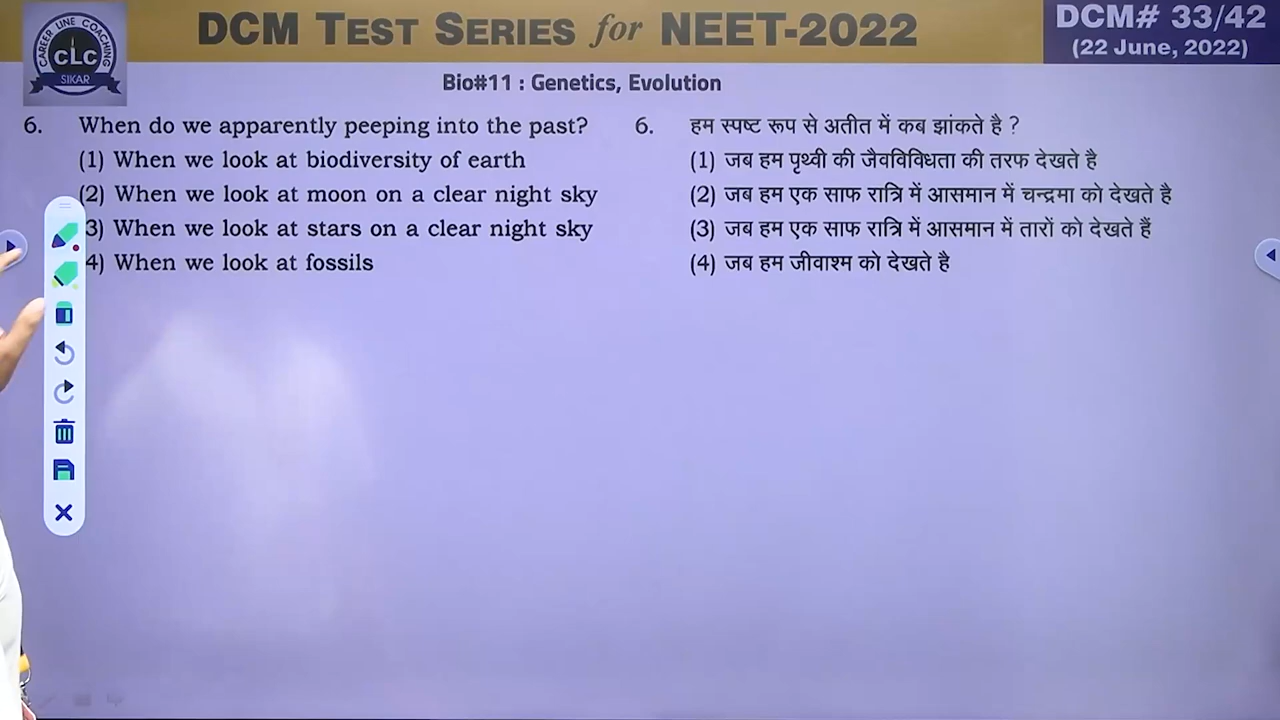 DCM TEST SERIES for NEET-2022
DCM# 33/42
(22 June, 2022)
CAREER LINE COACHING
CLC
SIKAR
Bio#11 : Genetics, Evolution
6. When do we apparently peeping into the past?
(1) When we look at biodiversity of earth
(2) When we look at moon on a clear night sky
3) When we look at stars on a clear night sky
4) When we look at fossils
6. हम स्पष्ट रूप से अतीत में कब झांकते है ?
(1) जब हम पृथ्वी की जैवविविधता की तरफ देखते है
(2) जब हम एक साफ रात्रि में आसमान में चन्द्रमा को देखते है
(3) जब हम एक साफ रात्रि में आसमान में तारों को देखते हैं
(4) जब हम जीवाश्म को देखते है